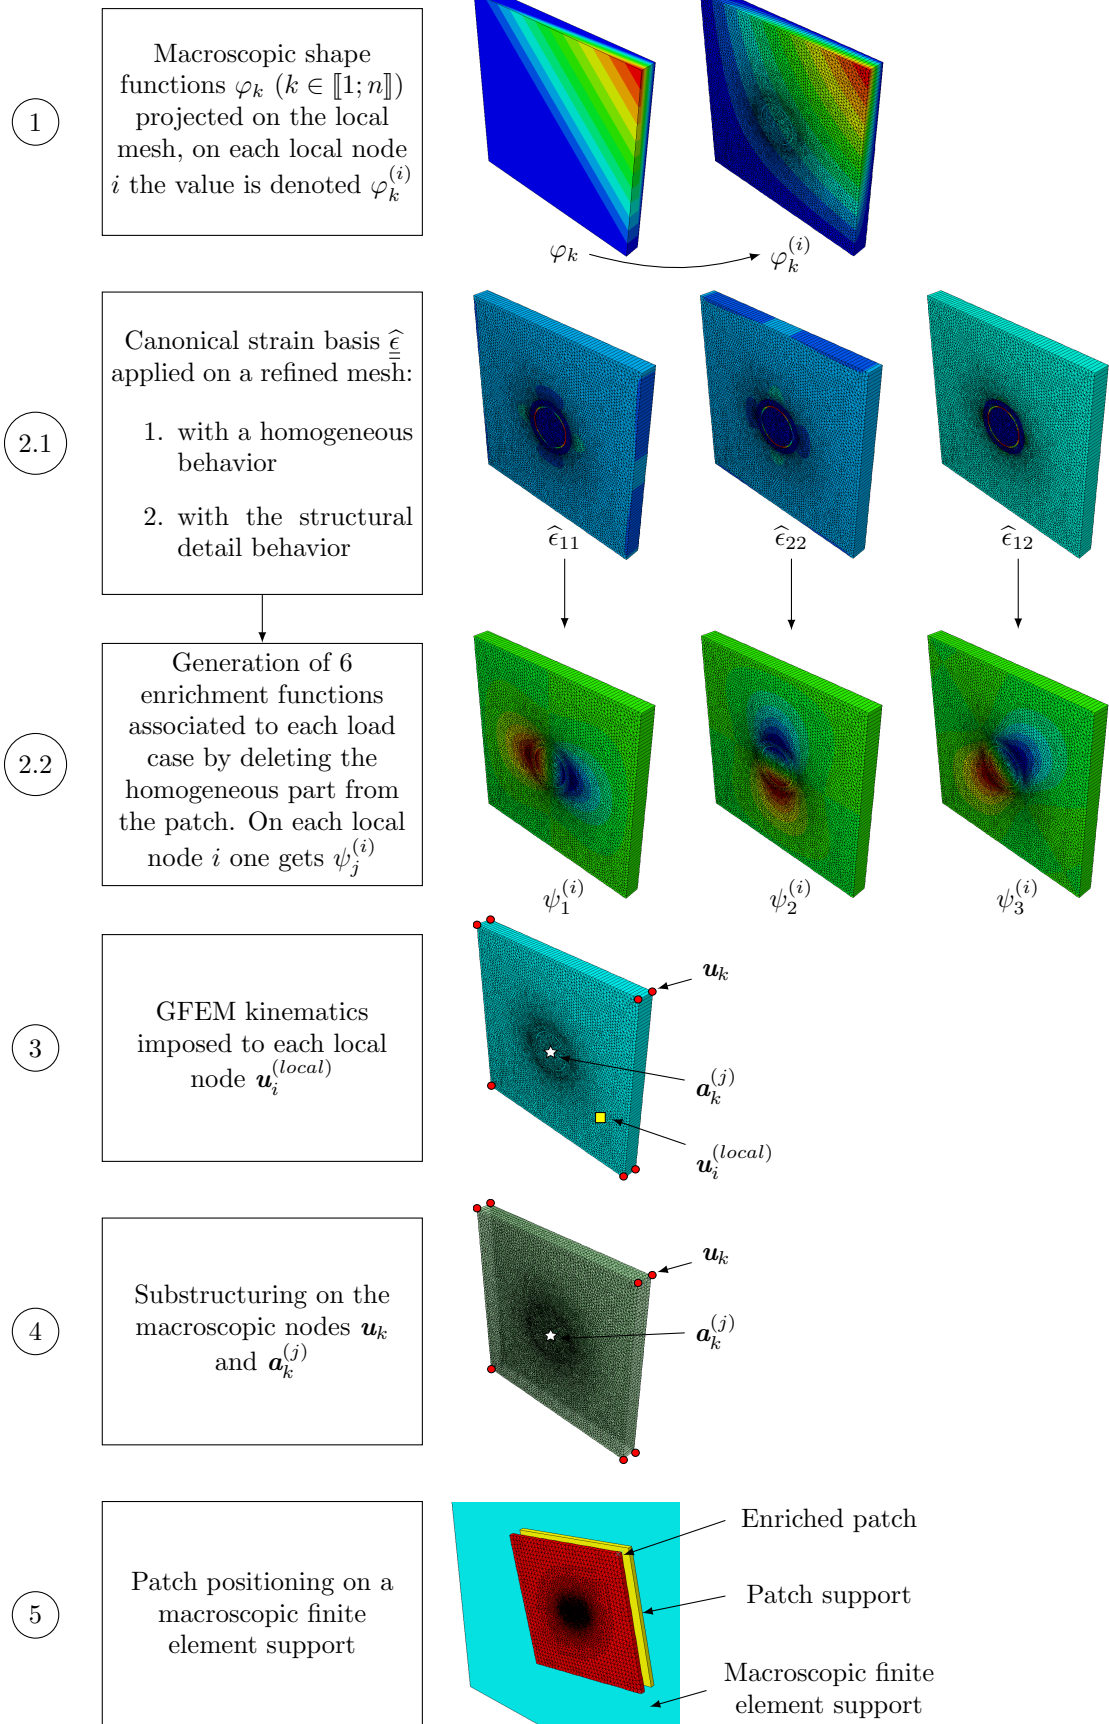 1
Macroscopic shape
functions φ_k (k ∈ ⟦1; n⟧)
projected on the local
mesh, on each local node
i the value is denoted φ_k^(i)
φ_k
φ_k^(i)
2.1
Canonical strain basis ε̳̂
applied on a refined mesh:
1. with a homogeneous
behavior
2. with the structural
detail behavior
ε̂_11
ε̂_22
ε̂_12
2.2
Generation of 6
enrichment functions
associated to each load
case by deleting the
homogeneous part from
the patch. On each local
node i one gets ψ_j^(i)
ψ_1^(i)
ψ_2^(i)
ψ_3^(i)
3
GFEM kinematics
imposed to each local
node u_i^(local)
u_k
a_k^(j)
u_i^(local)
4
Substructuring on the
macroscopic nodes u_k
and a_k^(j)
u_k
a_k^(j)
5
Patch positioning on a
macroscopic finite
element support
Enriched patch
Patch support
Macroscopic finite
element support